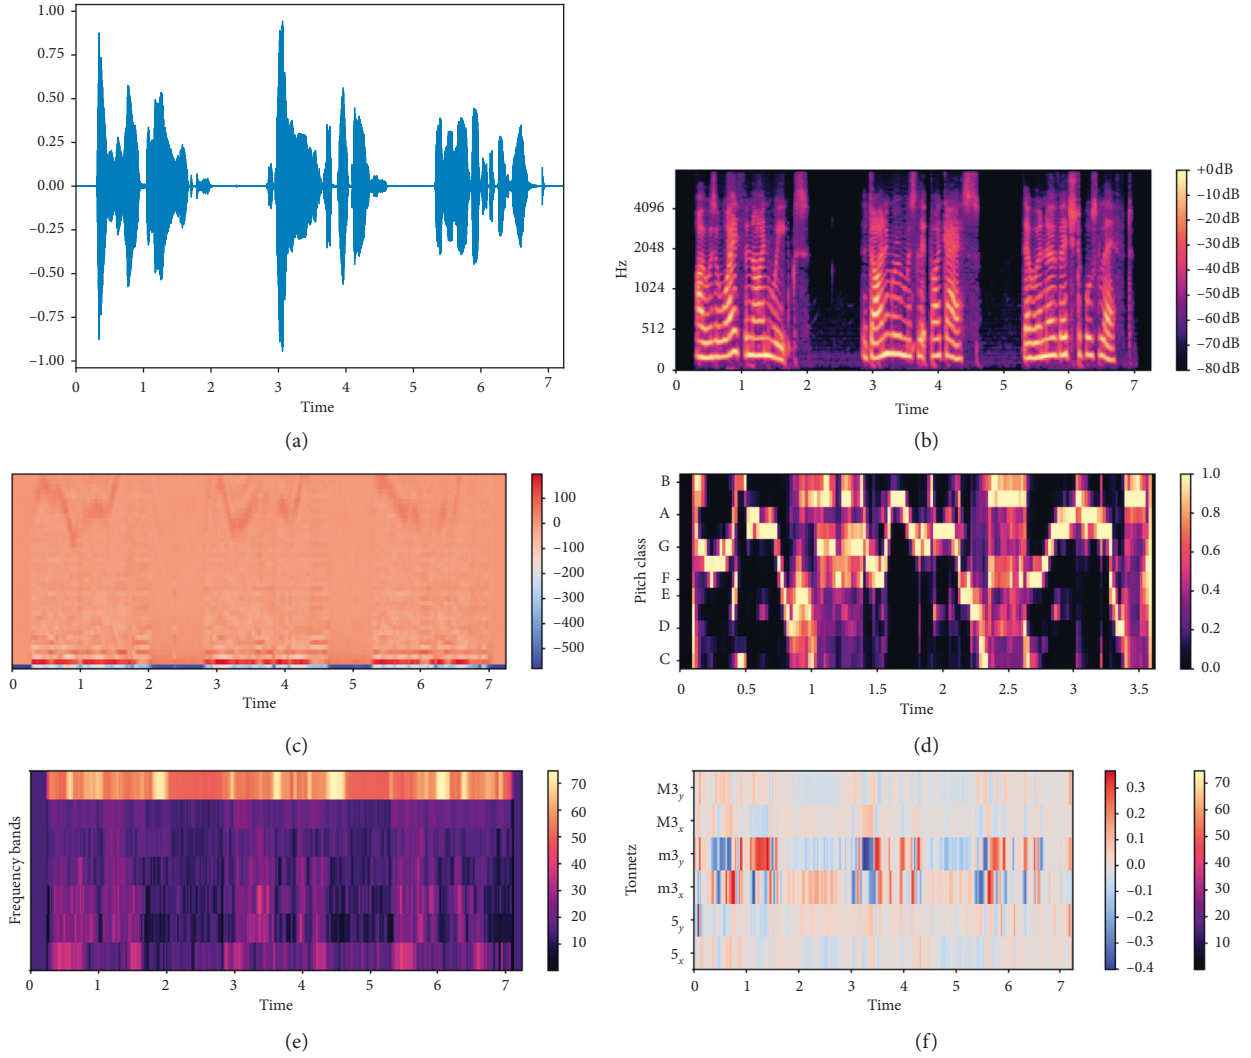 1.00
0.75
0.50
0.25
0.00
−0.25
−0.50
−0.75
−1.00
0 1 2 3 4 5 6 7
Time
(a)
4096
2048
1024
512
0
Hz
0 1 2 3 4 5 6 7
Time
+0 dB
−10 dB
−20 dB
−30 dB
−40 dB
−50 dB
−60 dB
−70 dB
−80 dB
(b)
0 1 2 3 4 5 6 7
Time
100
0
−100
−200
−300
−400
−500
(c)
B
A
G
F
E
D
C
Pitch class
0 0.5 1 1.5 2 2.5 3 3.5
Time
1.0
0.8
0.6
0.4
0.2
0.0
(d)
Frequency bands
0 1 2 3 4 5 6 7
Time
70
60
50
40
30
20
10
(e)
M3y
M3x
m3y
m3x
5y
5x
Tonnetz
0 1 2 3 4 5 6 7
Time
0.3
0.2
0.1
0.0
−0.1
−0.2
−0.3
−0.4
70
60
50
40
30
20
10
(f)